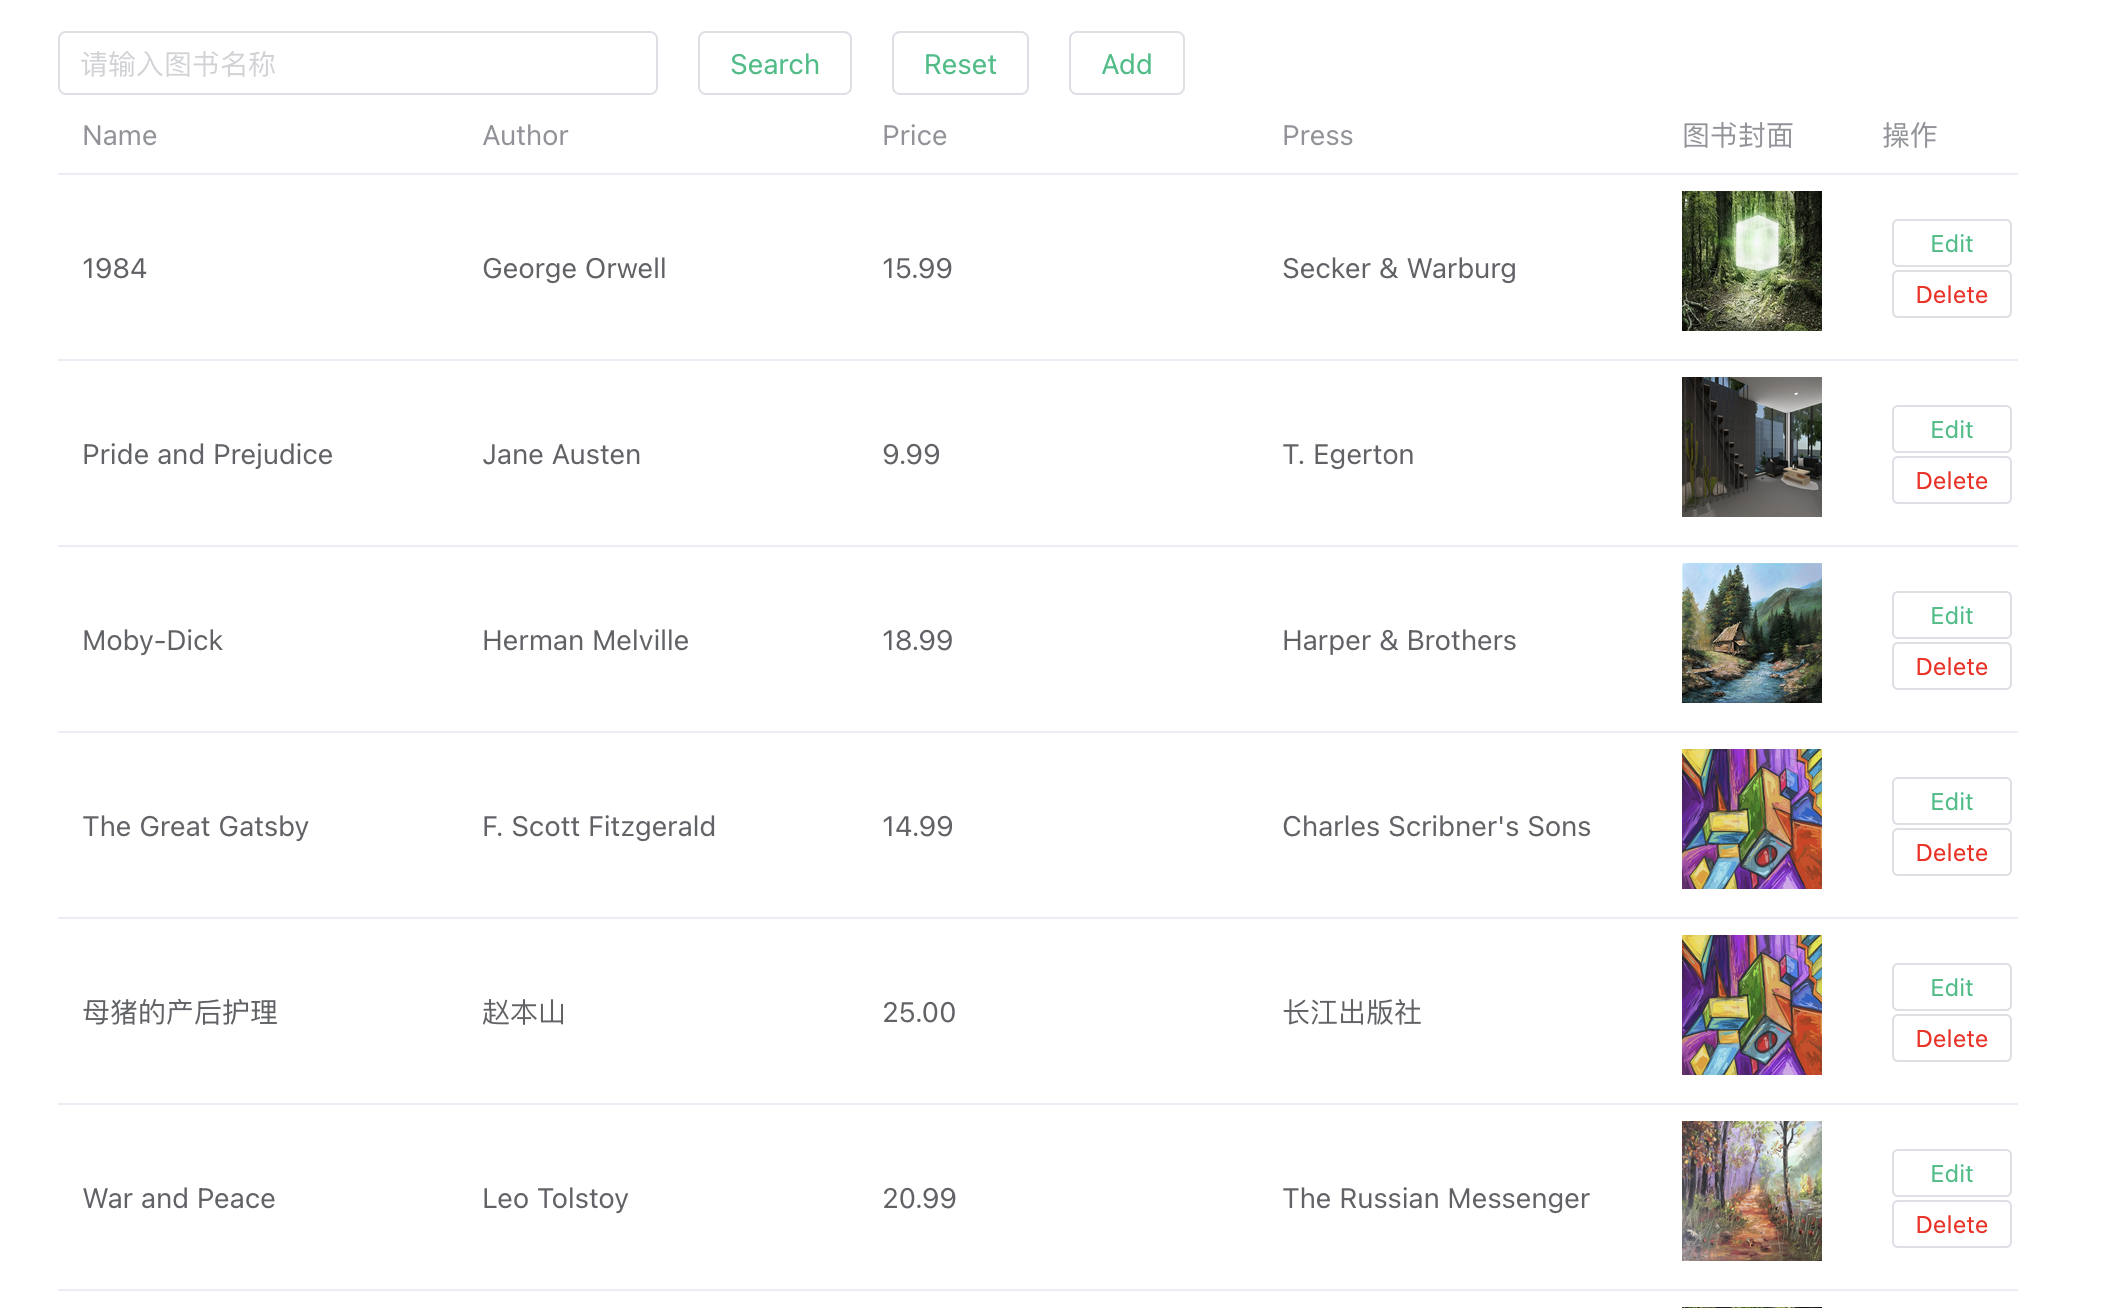 请输入图书名称 Search Reset Add
Name Author Price Press 图书封面 操作
1984 George Orwell 15.99 Secker & Warburg Edit
Delete
Pride and Prejudice Jane Austen 9.99 T. Egerton Edit
Delete
Moby-Dick Herman Melville 18.99 Harper & Brothers Edit
Delete
The Great Gatsby F. Scott Fitzgerald 14.99 Charles Scribner's Sons Edit
Delete
母猪的产后护理 赵本山 25.00 长江出版社 Edit
Delete
War and Peace Leo Tolstoy 20.99 The Russian Messenger Edit
Delete